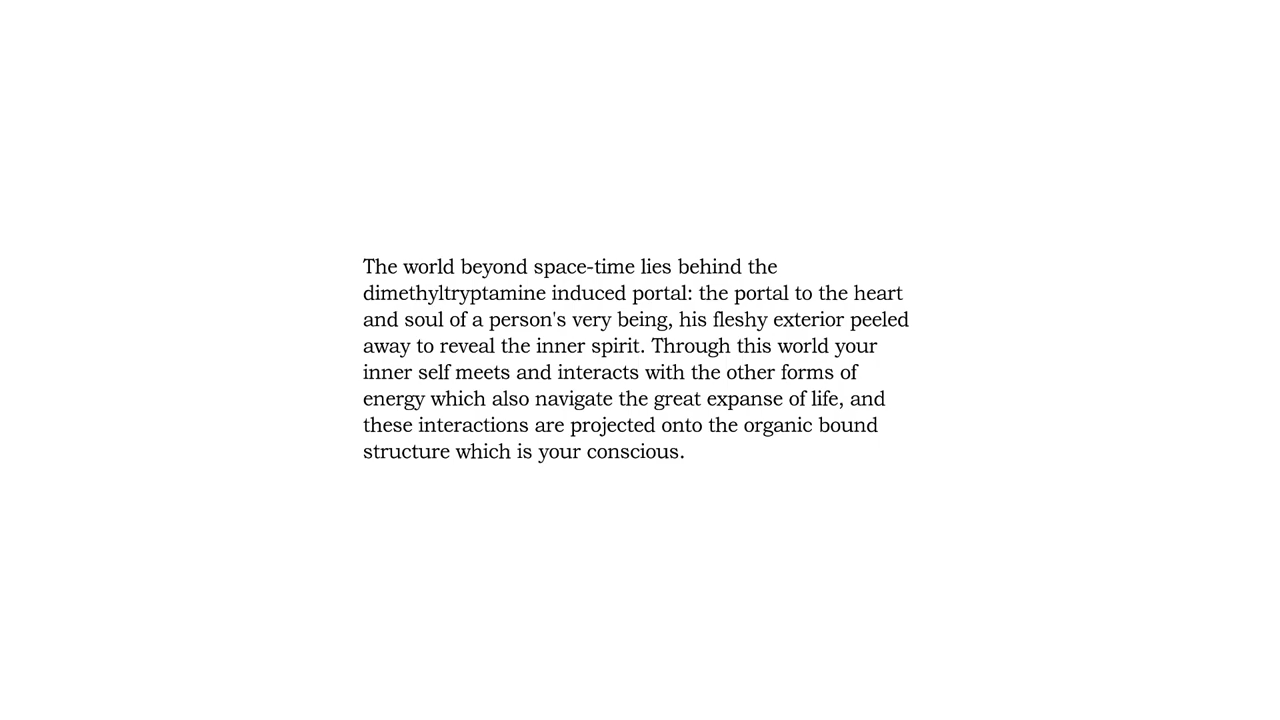 The world beyond space-time lies behind the
dimethyltryptamine induced portal: the portal to the heart
and soul of a person's very being, his fleshy exterior peeled
away to reveal the inner spirit. Through this world your
inner self meets and interacts with the other forms of
energy which also navigate the great expanse of life, and
these interactions are projected onto the organic bound
structure which is your conscious.